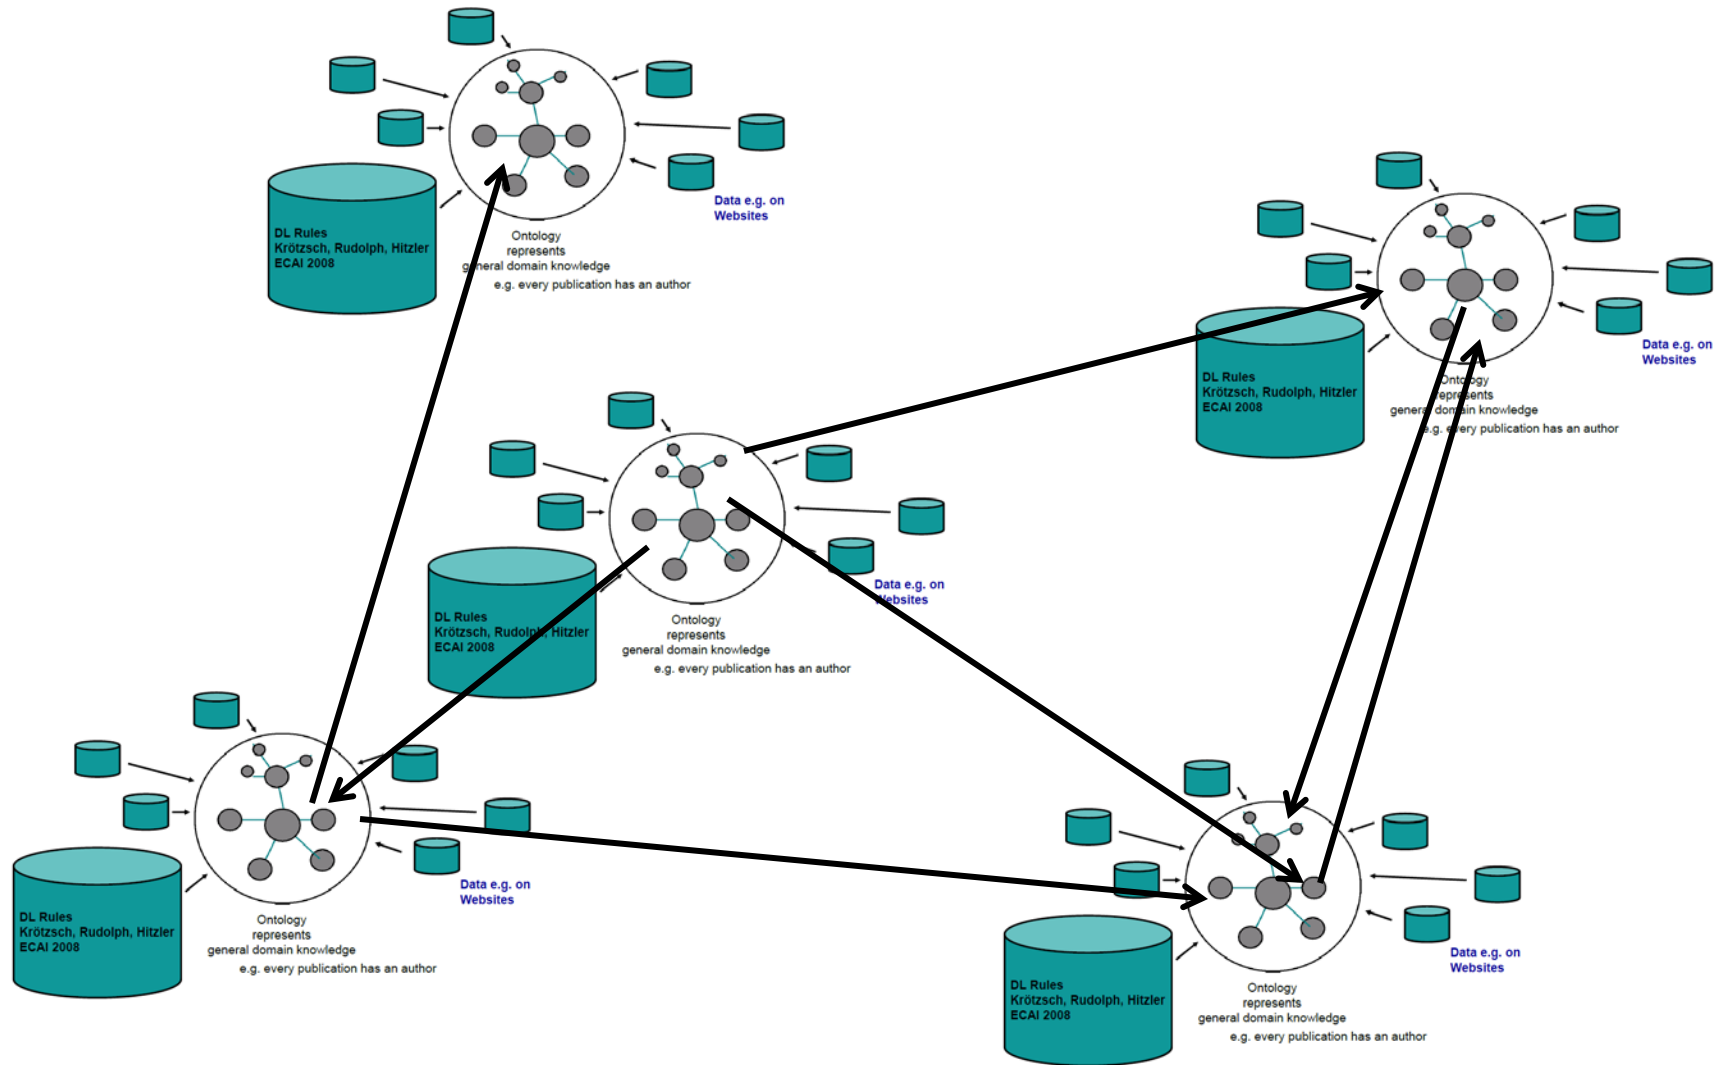 Data e.g. on
Websites
DL Rules
Krötzsch, Rudolph, Hitzler
ECAI 2008
Ontology
represents
general domain knowledge
e.g. every publication has an author
Data e.g. on
Websites
DL Rules
Krötzsch, Rudolph, Hitzler
ECAI 2008
Ontology
represents
general domain knowledge
e.g. every publication has an author
Data e.g. on
Websites
DL Rules
Krötzsch, Rudolph, Hitzler
ECAI 2008
Ontology
represents
general domain knowledge
e.g. every publication has an author
Data e.g. on
Websites
DL Rules
Krötzsch, Rudolph, Hitzler
ECAI 2008
Ontology
represents
general domain knowledge
e.g. every publication has an author
Data e.g. on
Websites
DL Rules
Krötzsch, Rudolph, Hitzler
ECAI 2008
Ontology
represents
general domain knowledge
e.g. every publication has an author